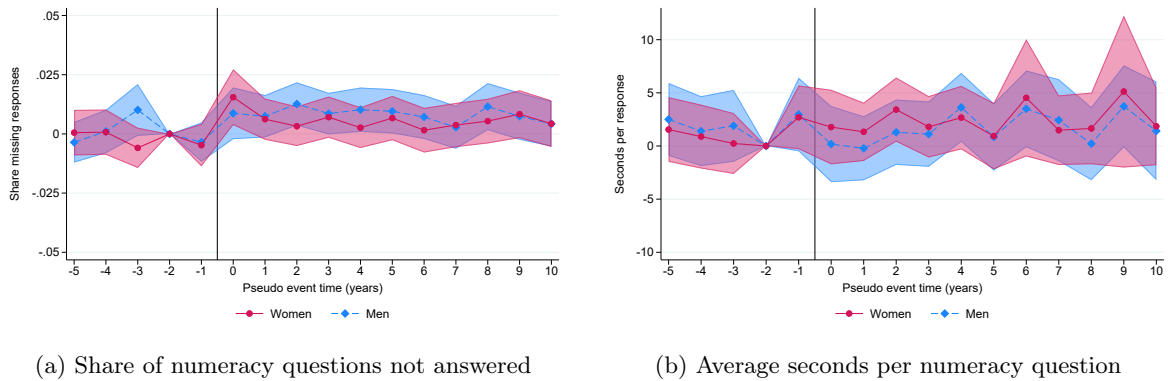 Share missing responses
.05
.025
0
-.025
-.05
-5 -4 -3 -2 -1 0 1 2 3 4 5 6 7 8 9 10
Pseudo event time (years)
Women Men
(a) Share of numeracy questions not answered
Seconds per response
10
5
0
-5
-10
-5 -4 -3 -2 -1 0 1 2 3 4 5 6 7 8 9 10
Pseudo event time (years)
Women Men
(b) Average seconds per numeracy question